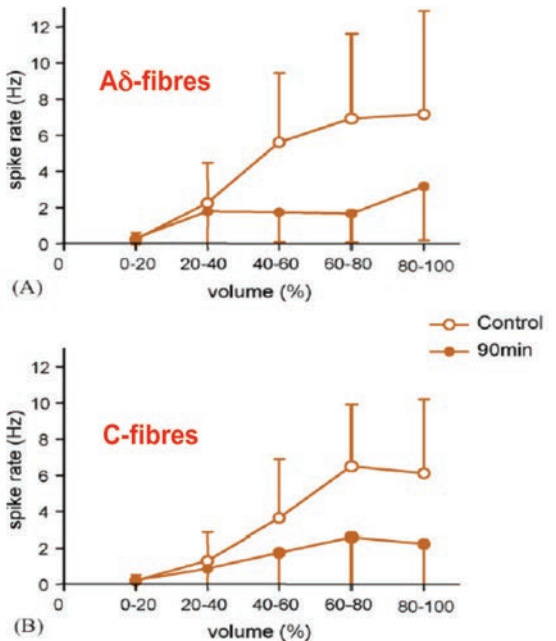 12
10
8
6
4
2
0
spike rate (Hz)
Aδ-fibres
0
0-20
20-40
40-60
60-80
80-100
volume (%)
(A)
Control
90min
12
10
8
6
4
2
0
spike rate (Hz)
C-fibres
0
0-20
20-40
40-60
60-80
80-100
volume (%)
(B)